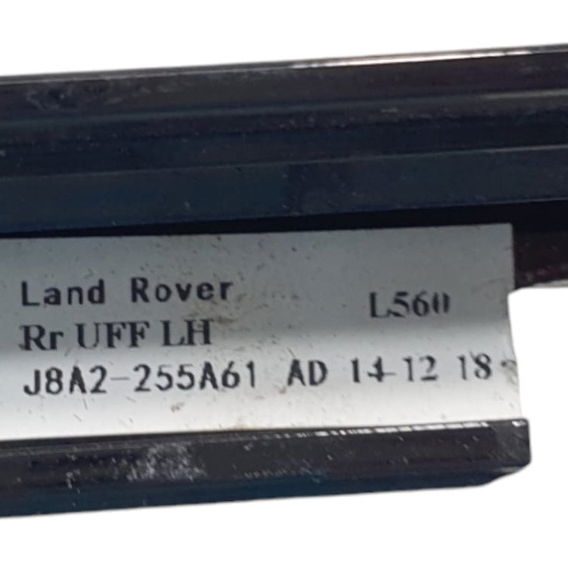 Land Rover L560
Rr UFF LH
J8A2-255A61 AD 14-12 18